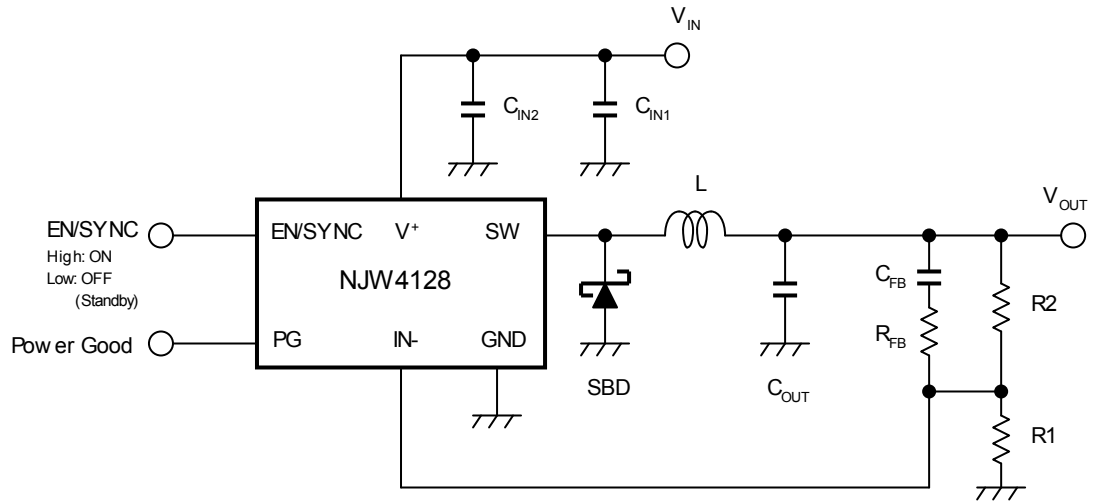 V_IN
C_IN2
C_IN1
L
V_OUT
EN/SYNC
High: ON
Low: OFF
(Standby)
EN/SYNC V+ SW
NJW4128
C_FB
R2
Power Good
PG IN- GND
R_FB
SBD
C_OUT
R1